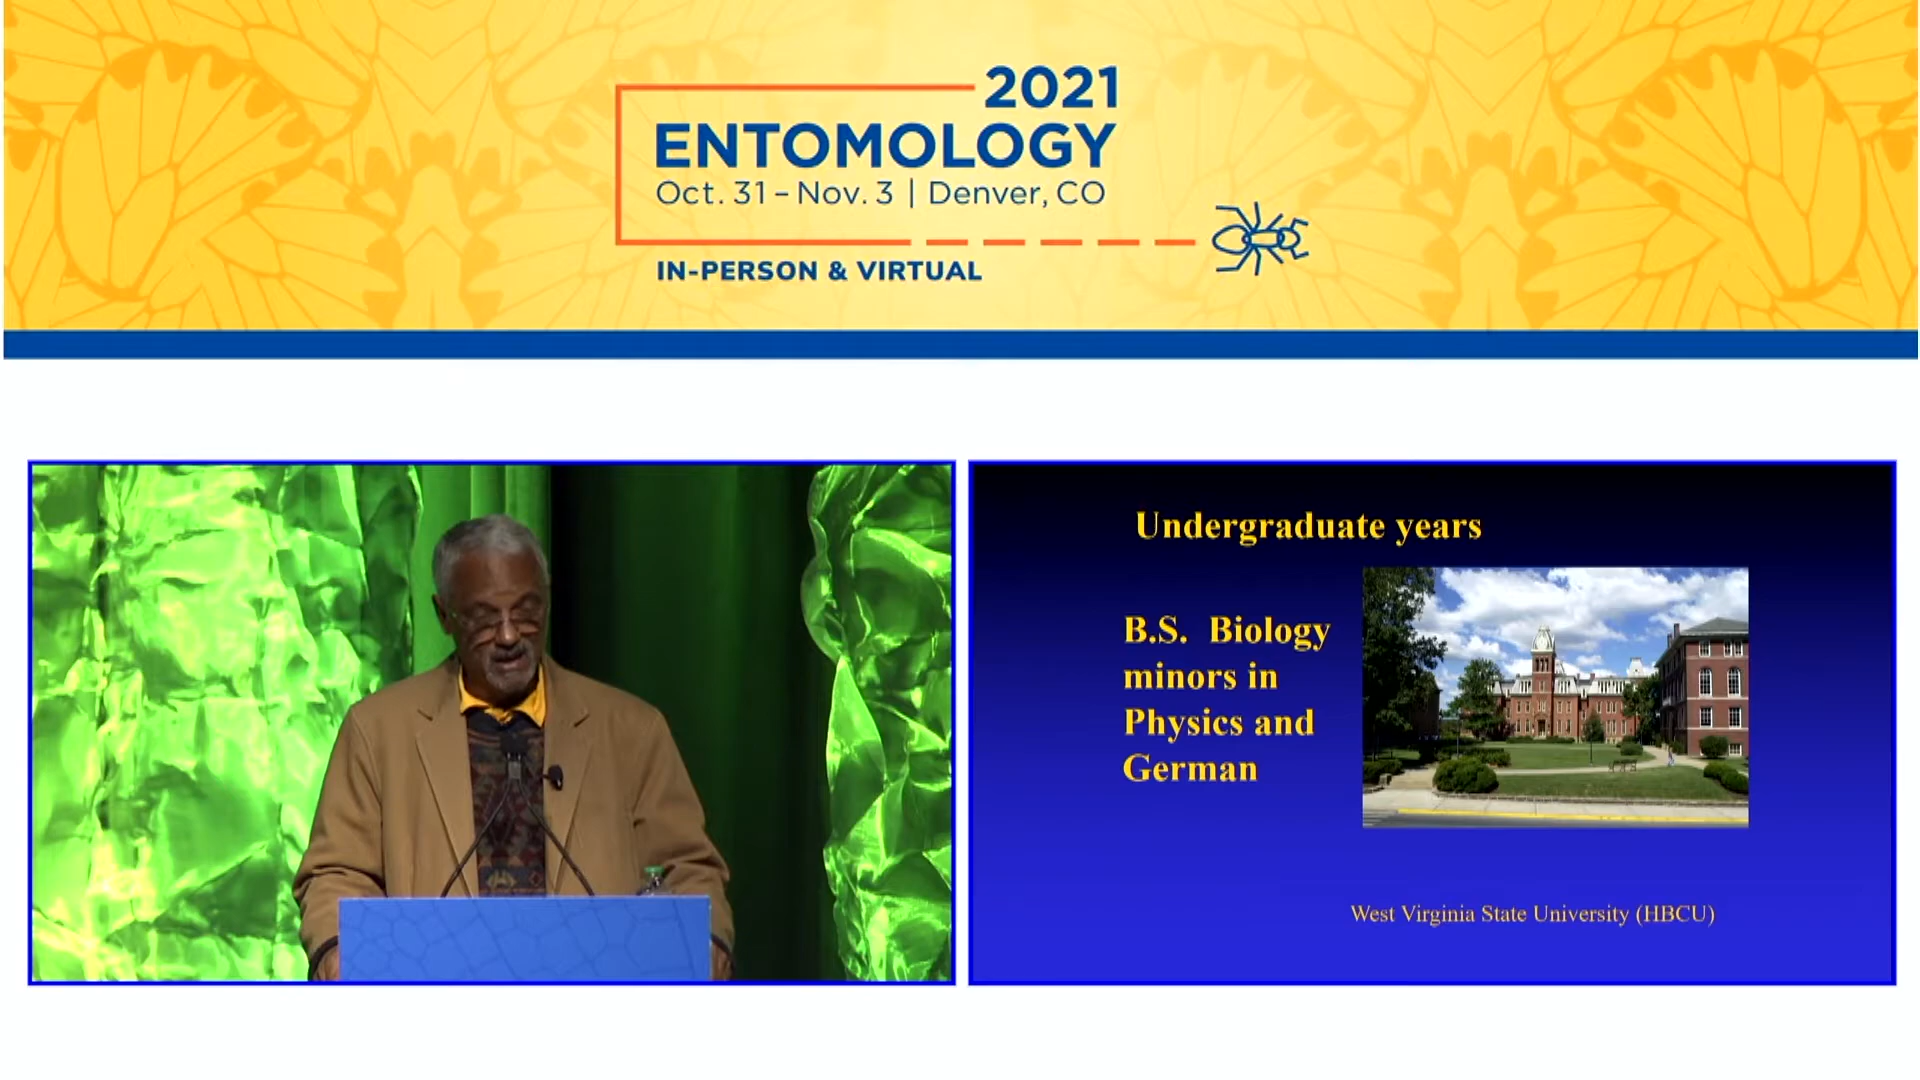 2021
ENTOMOLOGY
Oct. 31 – Nov. 3 | Denver, CO
IN-PERSON & VIRTUAL
Undergraduate years
B.S. Biology
minors in
Physics and
German
West Virginia State University (HBCU)